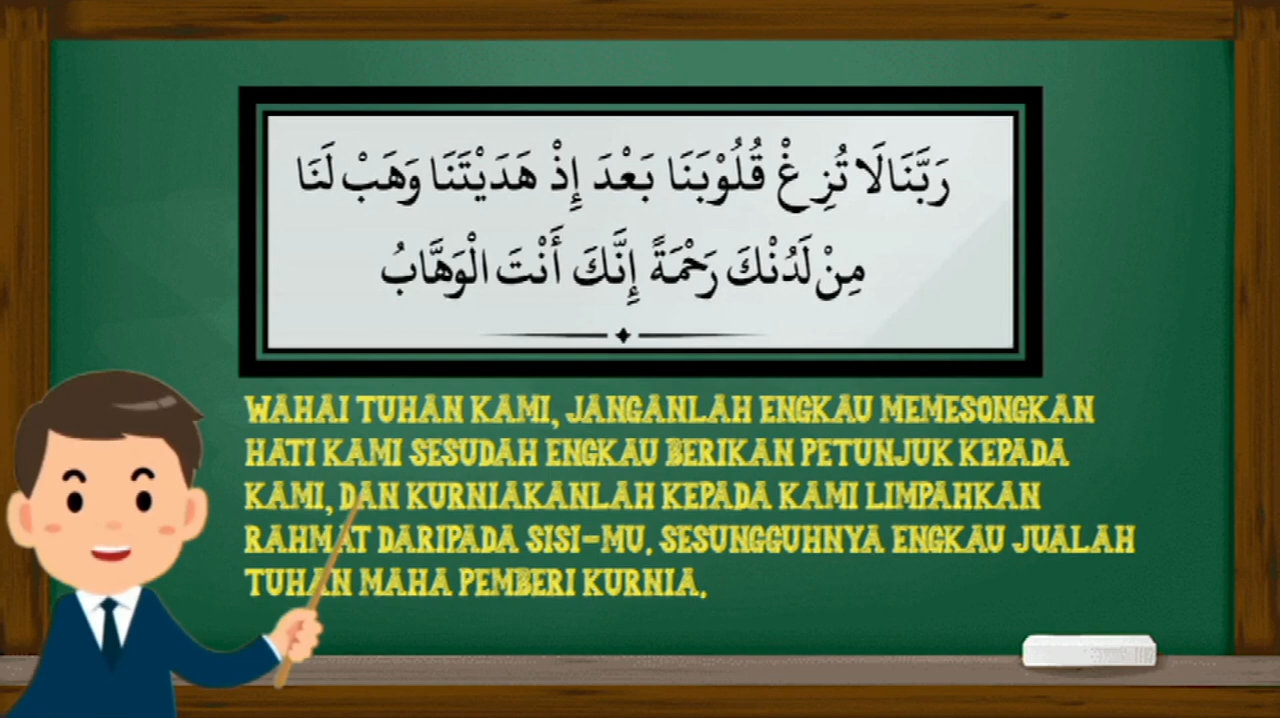 رَبَّنَا لَا تُزِغْ قُلُوْبَنَا بَعْدَ إِذْ هَدَيْتَنَا وَهَبْ لَنَا
مِنْ لَدُنْكَ رَحْمَةً إِنَّكَ أَنْتَ الْوَهَّابُ
WAHAI TUHAN KAMI, JANGANLAH ENGKAU MEMESONGKAN
HATI KAMI SESUDAH ENGKAU BERIKAN PETUNJUK KEPADA
KAMI, DAN KURNIAKANLAH KEPADA KAMI LIMPAHKAN
RAHMAT DARIPADA SISI-MU. SESUNGGUHNYA ENGKAU JUALAH
TUHAN MAHA PEMBERI KURNIA.